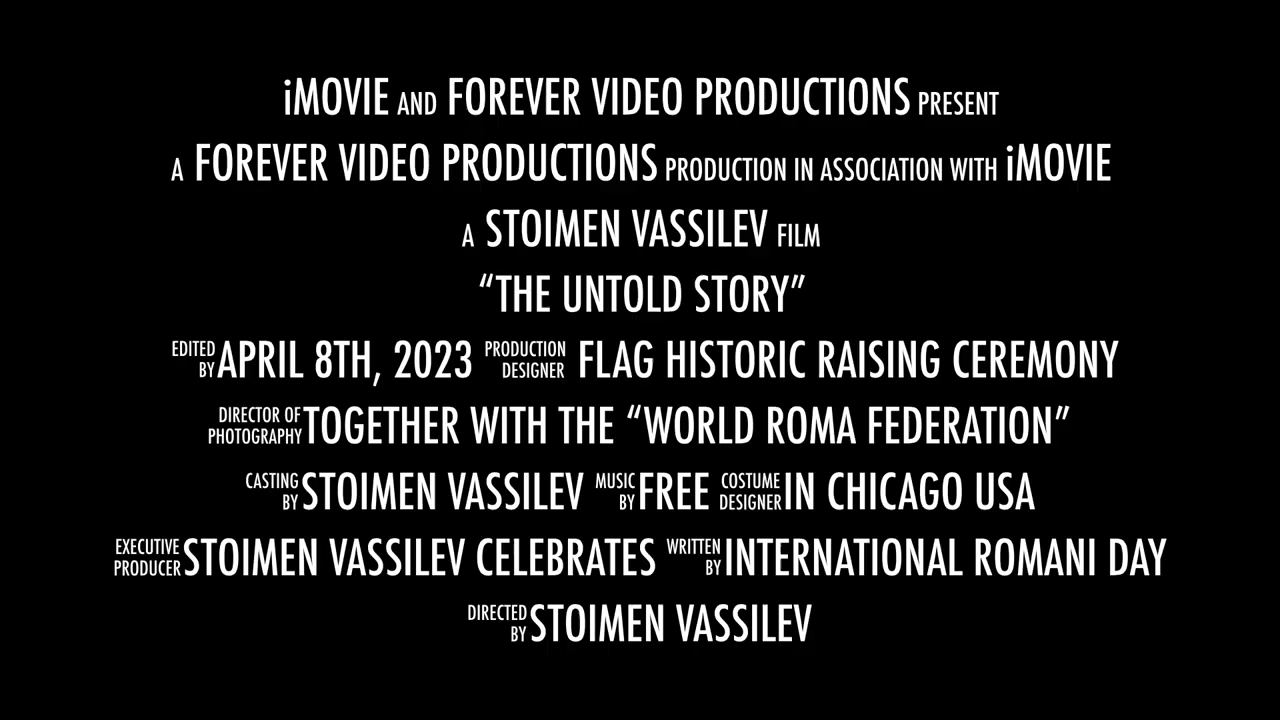 iMOVIE AND FOREVER VIDEO PRODUCTIONS PRESENT
A FOREVER VIDEO PRODUCTIONS PRODUCTION IN ASSOCIATION WITH iMOVIE
A STOIMEN VASSILEV FILM
“THE UNTOLD STORY”
EDITED BY APRIL 8TH, 2023 PRODUCTION DESIGNER FLAG HISTORIC RAISING CEREMONY
DIRECTOR OF PHOTOGRAPHY TOGETHER WITH THE “WORLD ROMA FEDERATION”
CASTING BY STOIMEN VASSILEV MUSIC BY FREE COSTUME DESIGNER IN CHICAGO USA
EXECUTIVE PRODUCER STOIMEN VASSILEV CELEBRATES WRITTEN BY INTERNATIONAL ROMANI DAY
DIRECTED BY STOIMEN VASSILEV